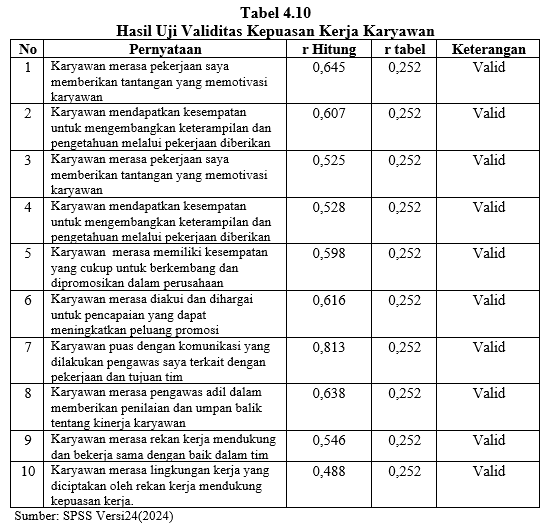 Tabel 4.10
Hasil Uji Validitas Kepuasan Kerja Karyawan
No Pernyataan r Hitung r tabel Keterangan
1 Karyawan merasa pekerjaan saya 0,645 0,252 Valid
memberikan tantangan yang memotivasi
karyawan
2 Karyawan mendapatkan kesempatan 0,607 0,252 Valid
untuk mengembangkan keterampilan dan
pengetahuan melalui pekerjaan diberikan
3 Karyawan merasa pekerjaan saya 0,525 0,252 Valid
memberikan tantangan yang memotivasi
karyawan
4 Karyawan mendapatkan kesempatan 0,528 0,252 Valid
untuk mengembangkan keterampilan dan
pengetahuan melalui pekerjaan diberikan
5 Karyawan merasa memiliki kesempatan 0,598 0,252 Valid
yang cukup untuk berkembang dan
dipromosikan dalam perusahaan
6 Karyawan merasa diakui dan dihargai 0,616 0,252 Valid
untuk pencapaian yang dapat
meningkatkan peluang promosi
7 Karyawan puas dengan komunikasi yang 0,813 0,252 Valid
dilakukan pengawas saya terkait dengan
pekerjaan dan tujuan tim
8 Karyawan merasa pengawas adil dalam 0,638 0,252 Valid
memberikan penilaian dan umpan balik
tentang kinerja karyawan
9 Karyawan merasa rekan kerja mendukung 0,546 0,252 Valid
dan bekerja sama dengan baik dalam tim
10 Karyawan merasa lingkungan kerja yang 0,488 0,252 Valid
diciptakan oleh rekan kerja mendukung
kepuasan kerja.
Sumber: SPSS Versi24(2024)